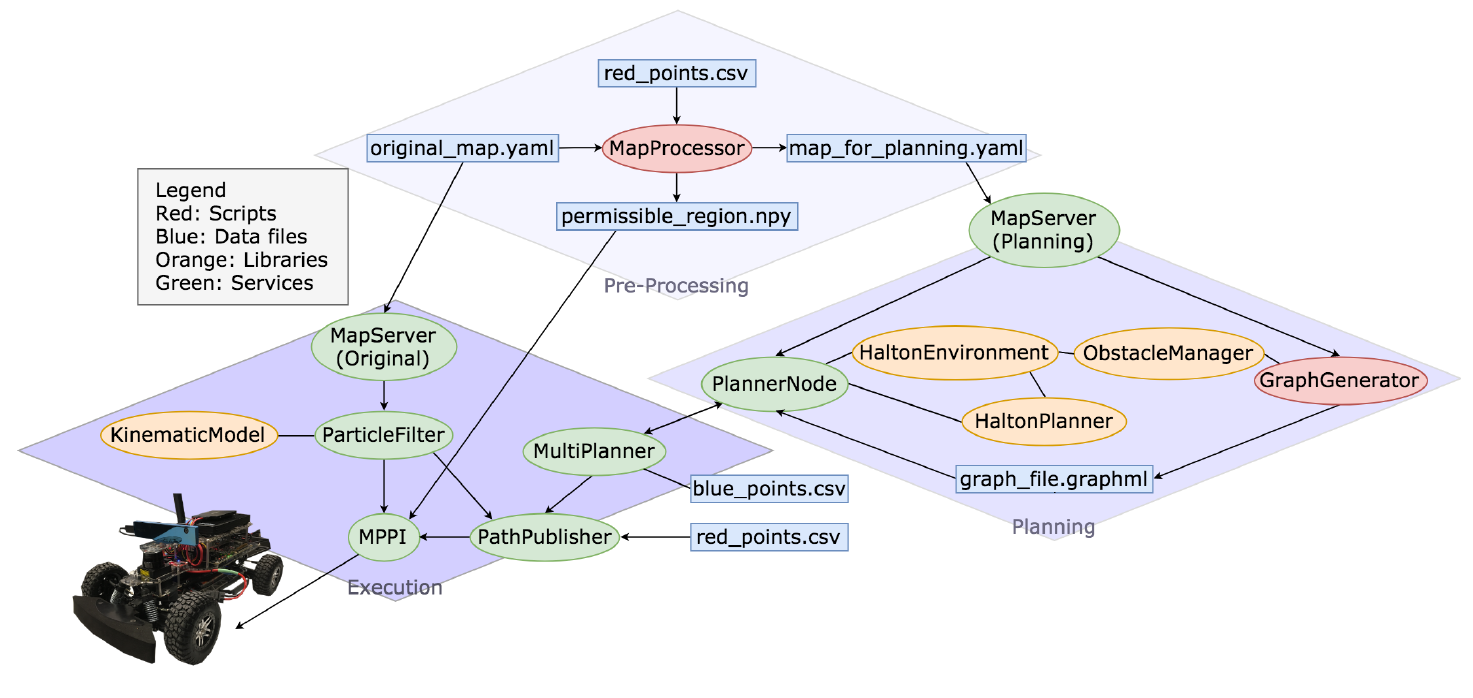 red_points.csv
original_map.yaml
MapProcessor
map_for_planning.yaml
permissible_region.npy
Pre-Processing
Legend
Red: Scripts
Blue: Data files
Orange: Libraries
Green: Services
MapServer
(Planning)
MapServer
(Original)
HaltonEnvironment
ObstacleManager
PlannerNode
GraphGenerator
HaltonPlanner
KinematicModel
ParticleFilter
MultiPlanner
blue_points.csv
graph_file.graphml
Planning
MPPI
PathPublisher
red_points.csv
Execution